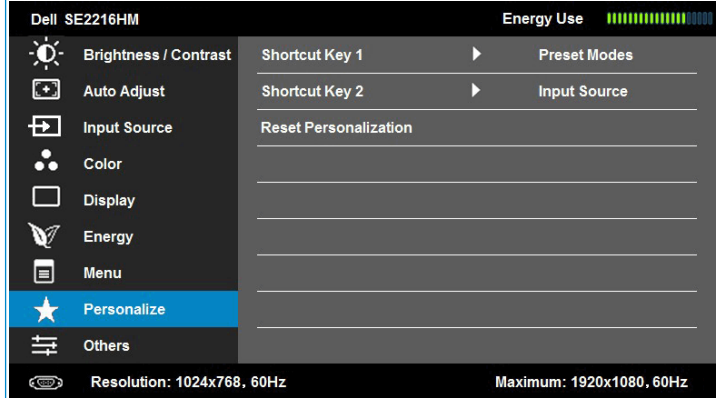 Dell SE2216HM Energy Use
Brightness / Contrast Shortcut Key 1 Preset Modes
Auto Adjust Shortcut Key 2 Input Source
Input Source Reset Personalization
Color
Display
Energy
Menu
Personalize
Others
Resolution: 1024x768, 60Hz Maximum: 1920x1080, 60Hz